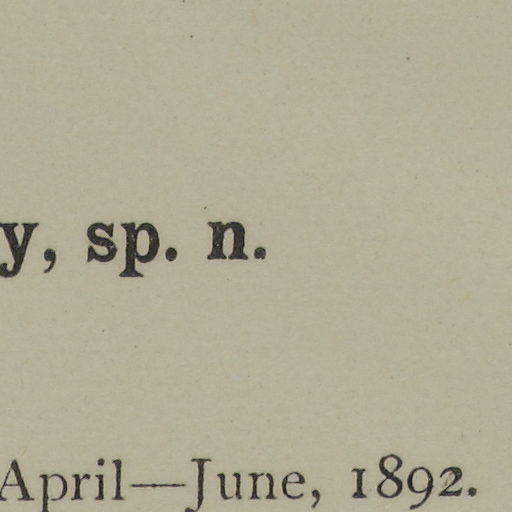 y, sp. n.
April—June, 1892.